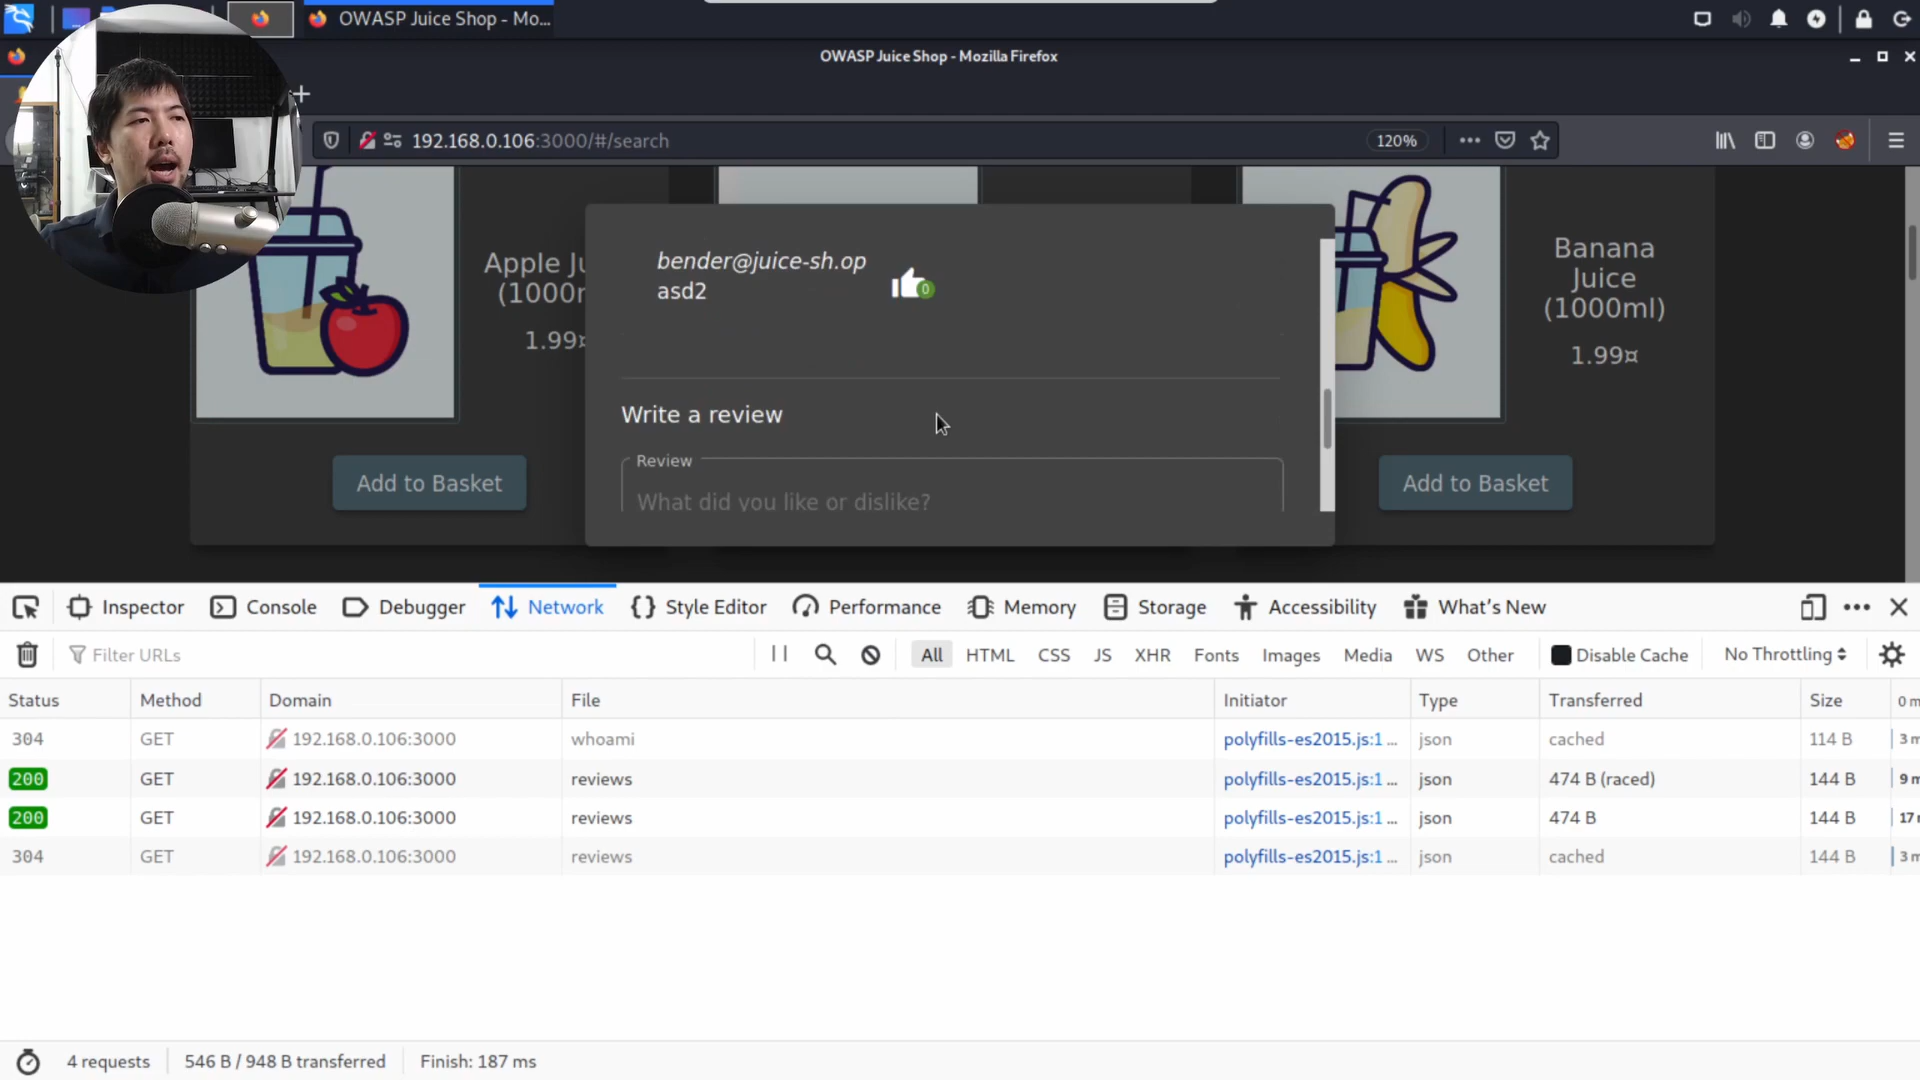 OWASP Juice Shop - Mo...
OWASP Juice Shop - Mozilla Firefox
192.168.0.106:3000/#/search
120%
Apple Ju
(1000m
1.99¤
Add to Basket
bender@juice-sh.op
asd2
0
Write a review
Review
What did you like or dislike?
Banana
Juice
(1000ml)
1.99¤
Add to Basket
Inspector Console Debugger Network Style Editor Performance Memory Storage Accessibility What's New
Filter URLs All HTML CSS JS XHR Fonts Images Media WS Other Disable Cache No Throttling
Status Method Domain File Initiator Type Transferred Size 0 m
304 GET 192.168.0.106:3000 whoami polyfills-es2015.js:1 ... json cached 114 B 3 m
200 GET 192.168.0.106:3000 reviews polyfills-es2015.js:1 ... json 474 B (raced) 144 B 9 m
200 GET 192.168.0.106:3000 reviews polyfills-es2015.js:1 ... json 474 B 144 B 17 m
304 GET 192.168.0.106:3000 reviews polyfills-es2015.js:1 ... json cached 144 B 3 m
4 requests 546 B / 948 B transferred Finish: 187 ms